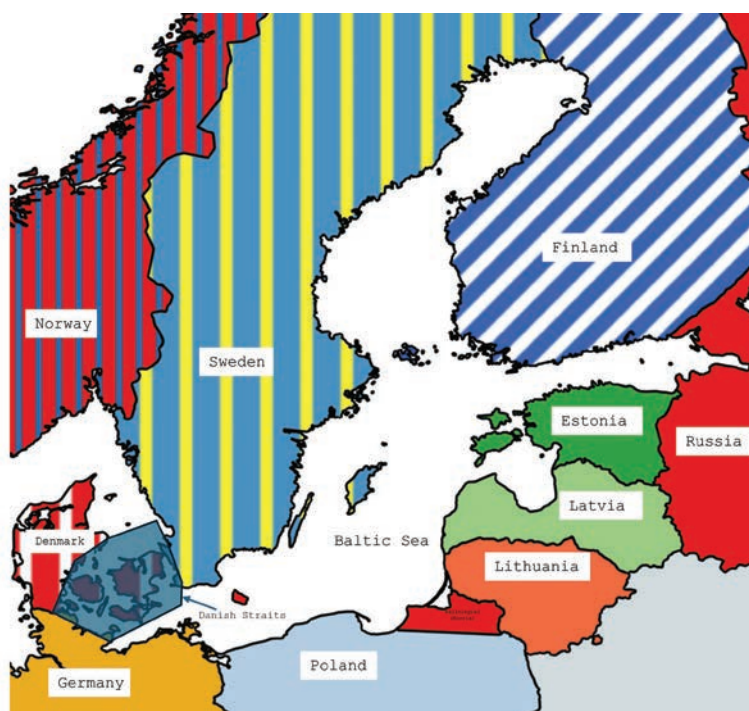 Finland
Norway
Sweden
Estonia
Russia
Latvia
Denmark
Baltic Sea
Lithuania
Danish Straits
Poland
Germany